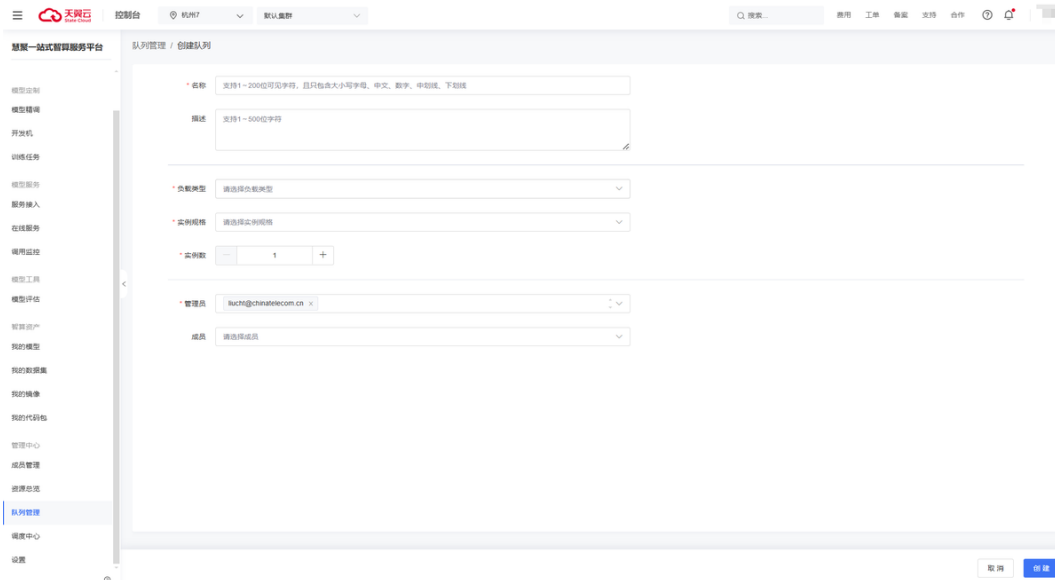 天翼云
State Cloud
控制台
杭州7
默认集群
搜索...
费用
工单
备案
支持
合作
慧聚一站式智算服务平台
队列管理 / 创建队列
模型定制
模型精调
开发机
训练任务
模型服务
服务接入
在线服务
调用监控
模型工具
模型评估
智算资产
我的模型
我的数据集
我的镜像
我的代码包
管理中心
成员管理
资源总览
队列管理
调度中心
设置
* 名称
支持1-200位可见字符，且只包含大小写字母、中文、数字、中划线、下划线
描述
支持1-500位字符
* 负载类型
请选择负载类型
* 实例规格
请选择实例规格
* 实例数
1
* 管理员
liucht@chinatelecom.cn ×
成员
请选择成员
取消
创建